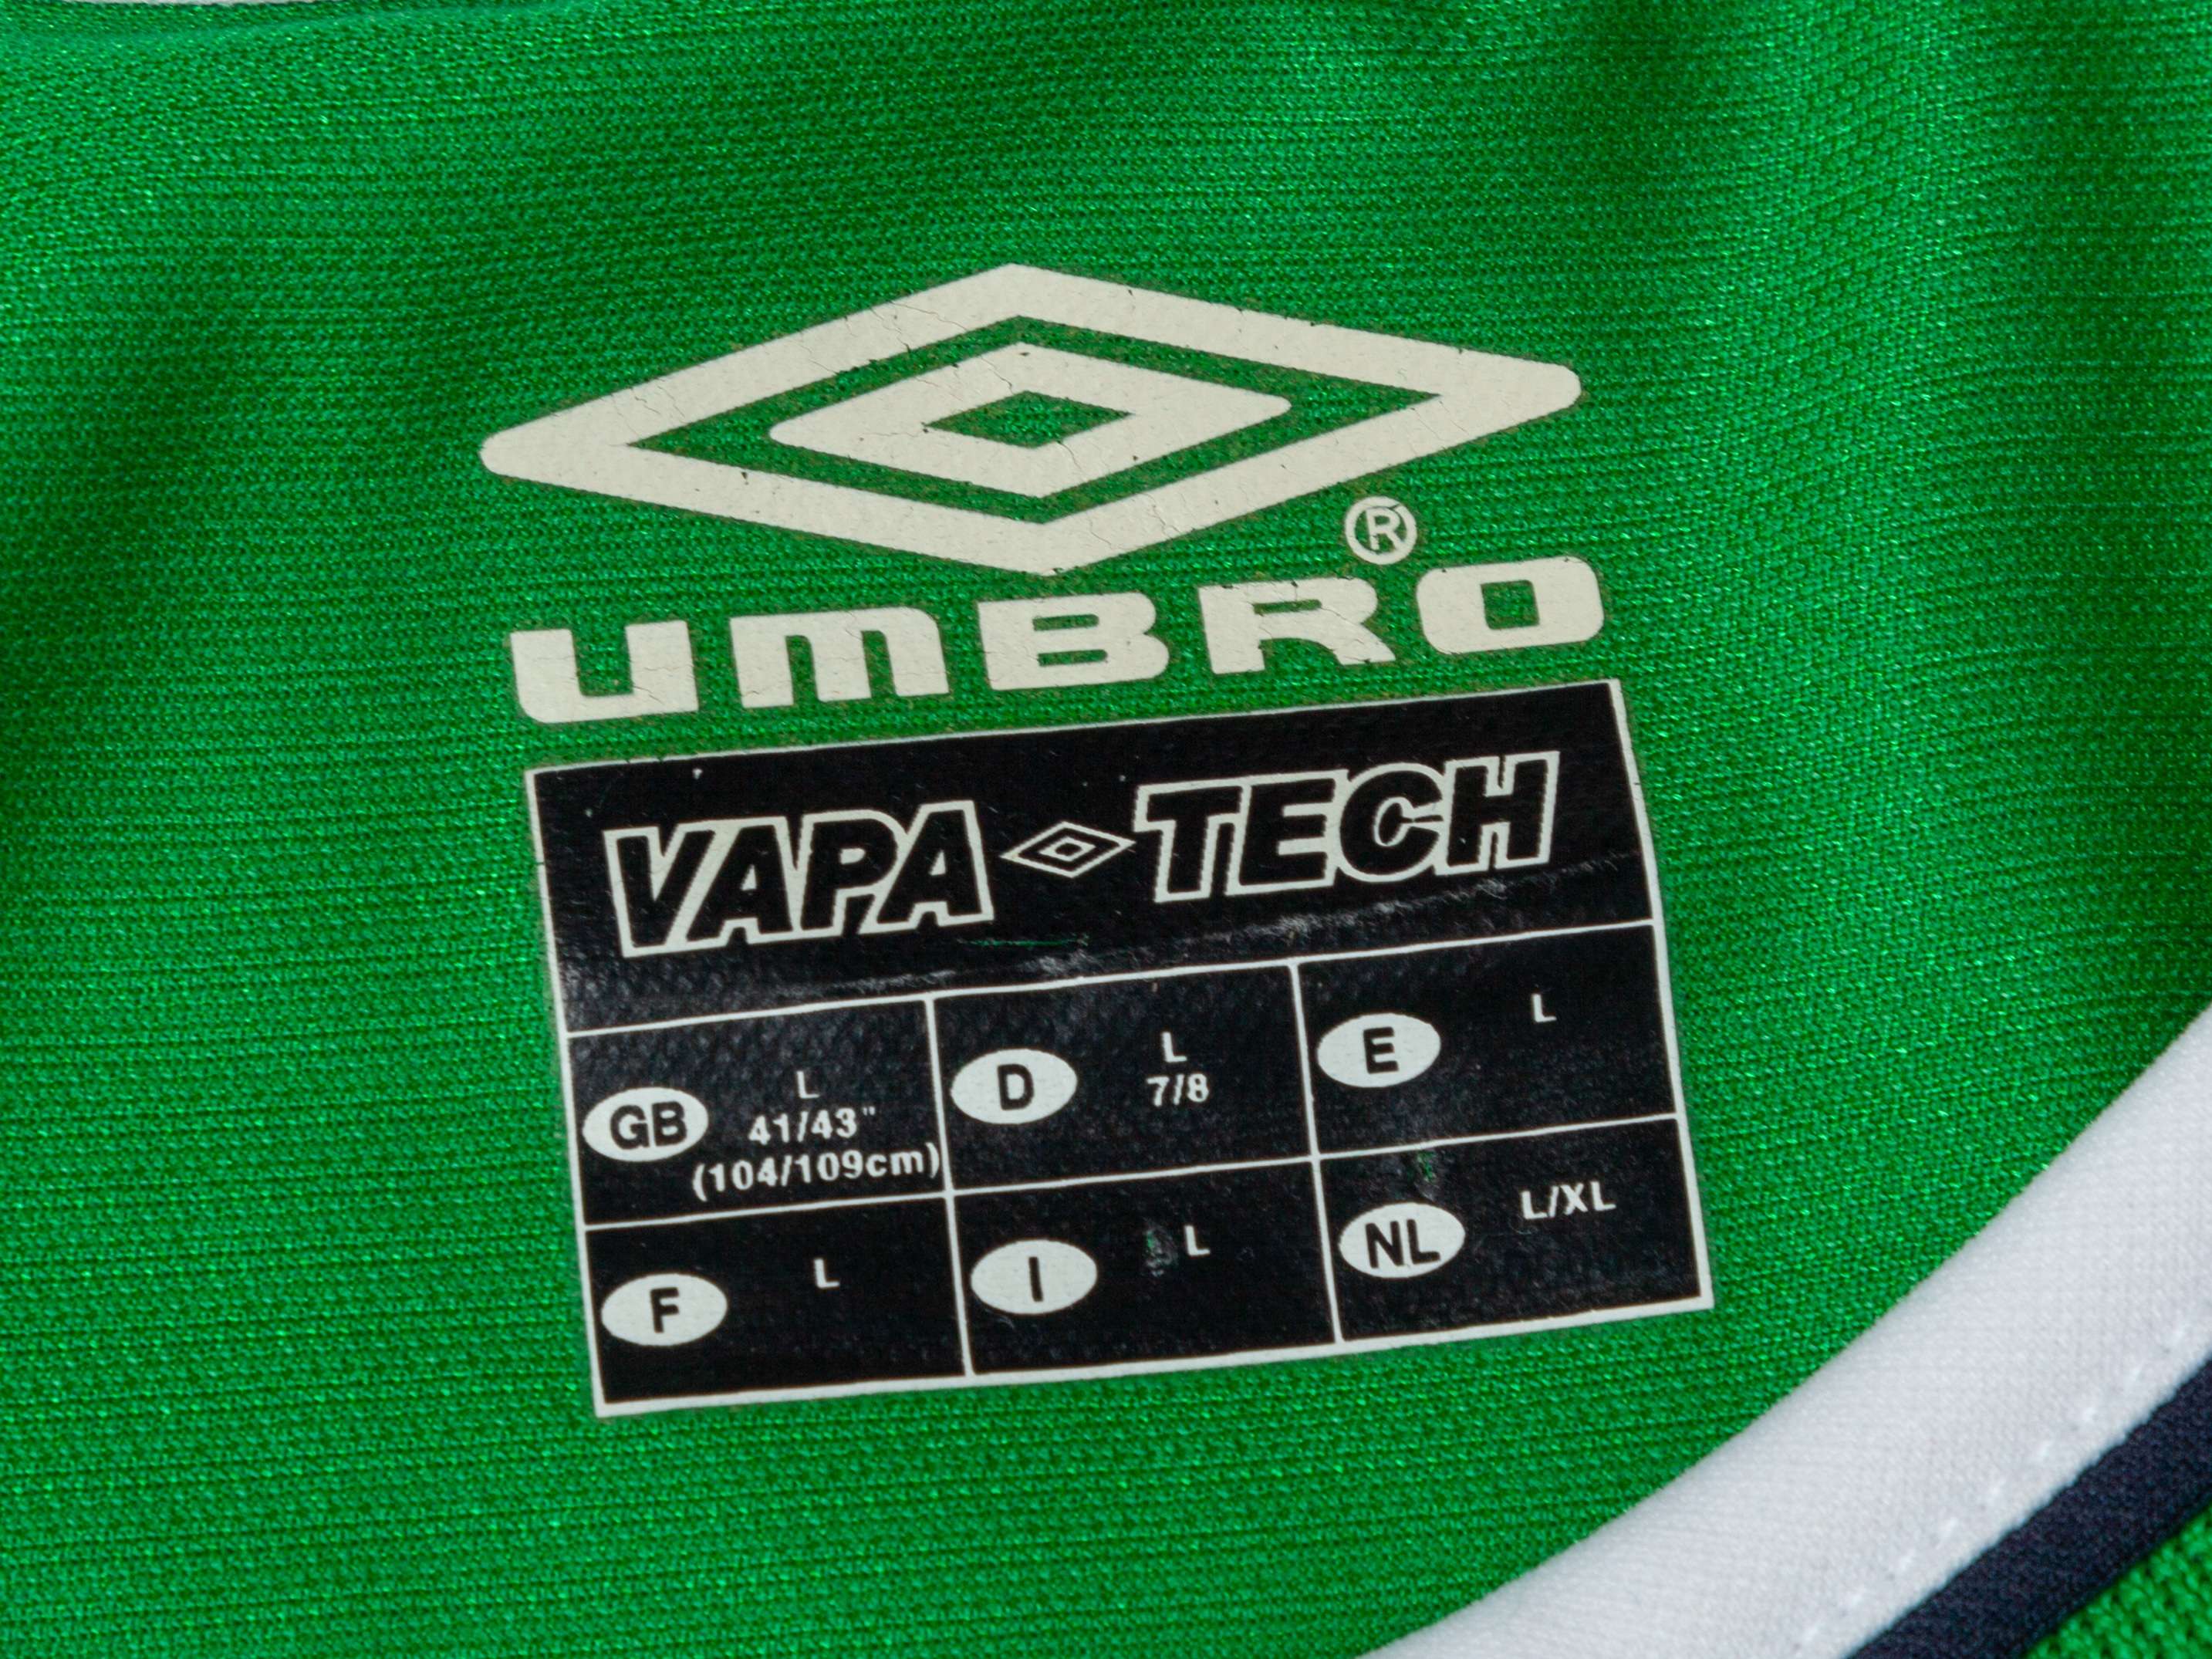 ®
UMBRO
VAPA TECH
GB L
41/43"
(104/109cm)
D L
7/8
E L
F L
I L
NL L/XL